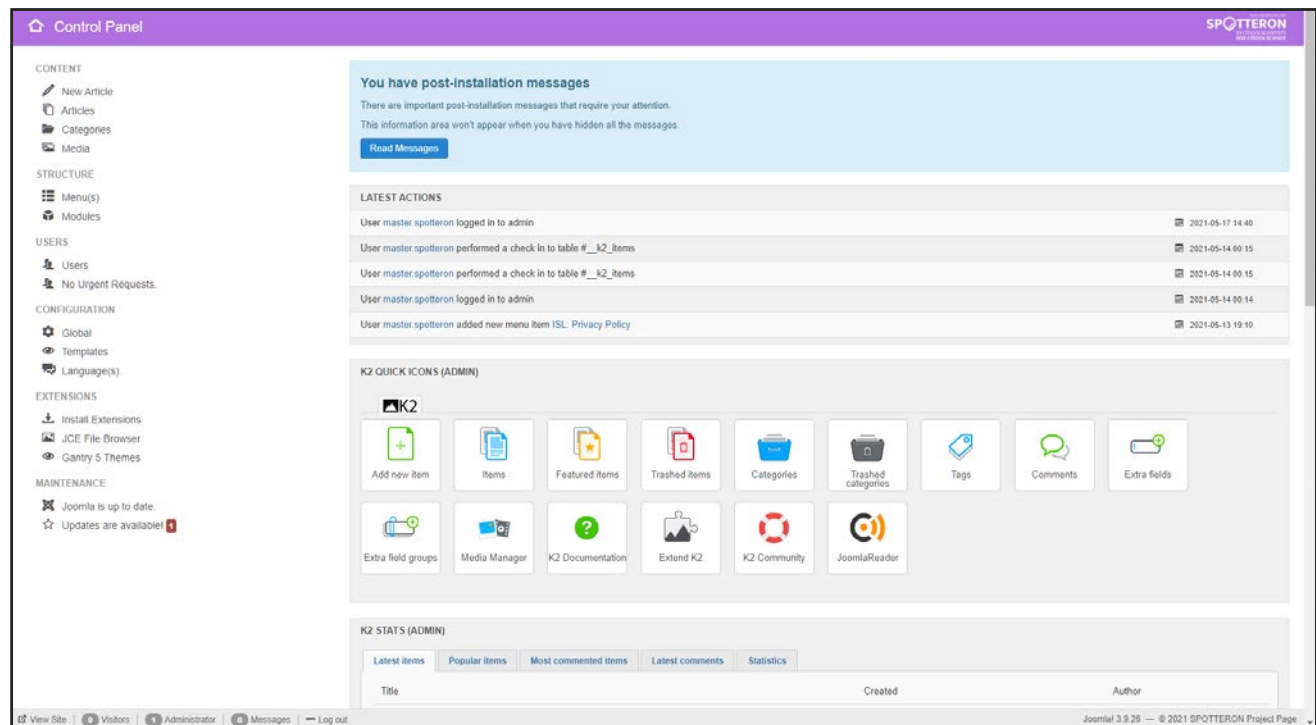 Control Panel
SPOTTERON
CONTENT
New Article
Articles
Categories
Media
STRUCTURE
Menu(s)
Modules
USERS
Users
No Urgent Requests.
CONFIGURATION
Global
Templates
Language(s)
EXTENSIONS
Install Extensions
JCE File Browser
Gantry 5 Themes
MAINTENANCE
Joomla is up to date.
Updates are available! 1
You have post-installation messages
There are important post-installation messages that require your attention.
This information area won't appear when you have hidden all the messages.
Read Messages
LATEST ACTIONS
User master.spotteron logged in to admin 2021-05-17 14:40
User master.spotteron performed a check in to table #__k2_items 2021-05-14 00:15
User master.spotteron performed a check in to table #__k2_items 2021-05-14 00:15
User master.spotteron logged in to admin 2021-05-14 00:14
User master.spotteron added new menu item ISL: Privacy Policy 2021-05-13 19:10
K2 QUICK ICONS (ADMIN)
K2
Add new item Items Featured items Trashed items Categories Trashed categories Tags Comments Extra fields
Extra field groups Media Manager K2 Documentation Extend K2 K2 Community JoomlaReader
K2 STATS (ADMIN)
Latest items Popular items Most commented items Latest comments Statistics
Title Created Author
View Site 0 Visitors 1 Administrator 0 Messages Log out Joomla! 3.9.26 — © 2021 SPOTTERON Project Page